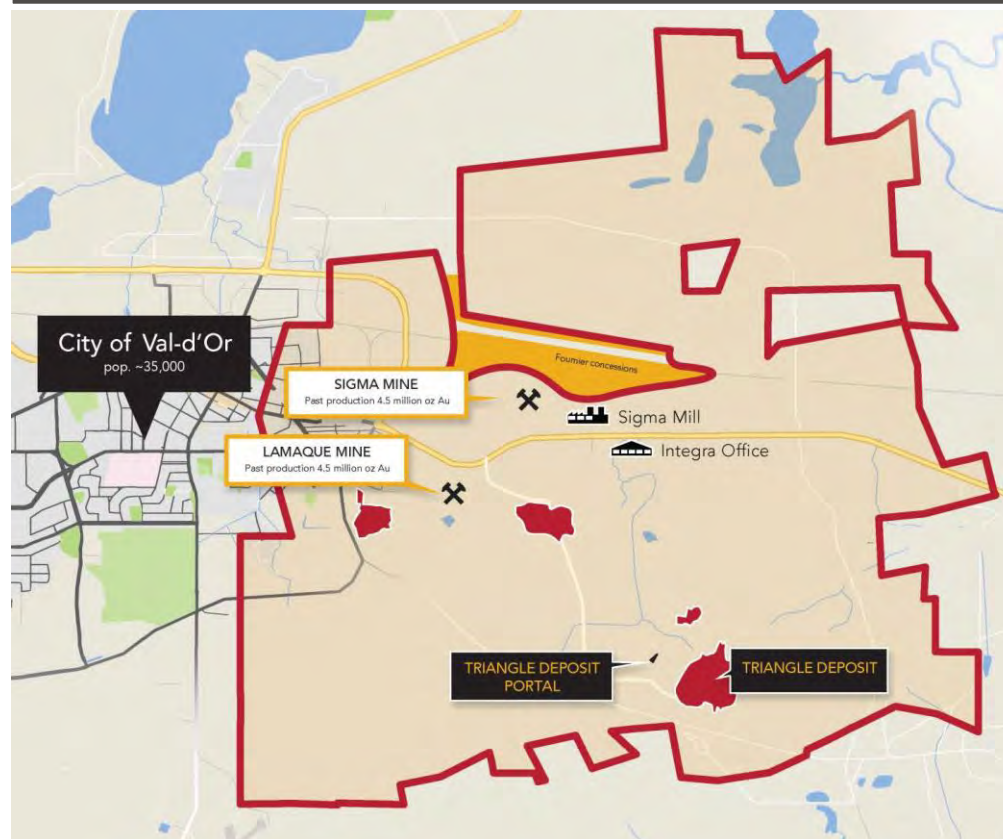 City of Val-d'Or
pop. ~35,000
Fournier concessions
SIGMA MINE
Past production 4.5 million oz Au
Sigma Mill
LAMAQUE MINE
Past production 4.5 million oz Au
Integra Office
TRIANGLE DEPOSIT
PORTAL
TRIANGLE DEPOSIT